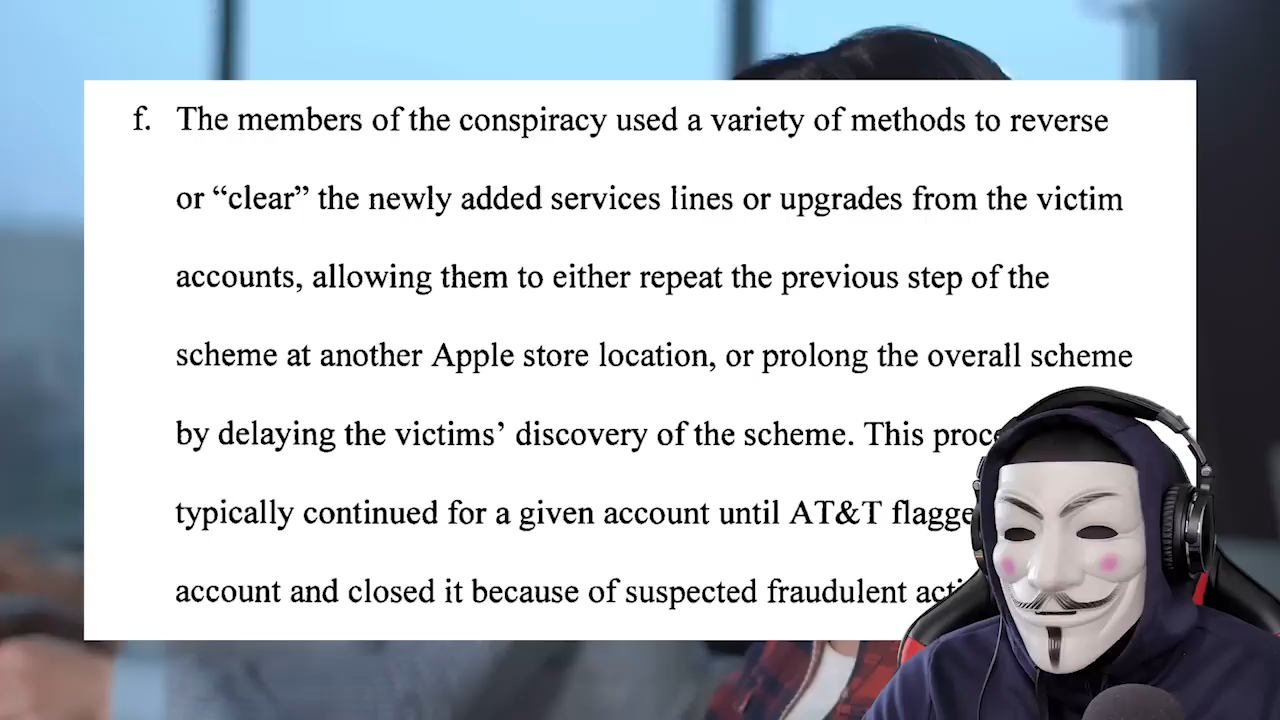 f. The members of the conspiracy used a variety of methods to reverse
or “clear” the newly added services lines or upgrades from the victim
accounts, allowing them to either repeat the previous step of the
scheme at another Apple store location, or prolong the overall scheme
by delaying the victims’ discovery of the scheme. This
typically continued for a given account until AT&T
account and closed it because of suspected fraudulent